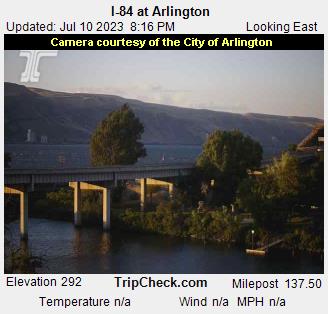 I-84 at Arlington
Updated: Jul 10 2023 8:16 PM Looking East
Camera courtesy of the City of Arlington
Elevation 292 TripCheck.com Milepost 137.50
Temperature n/a Wind n/a MPH n/a